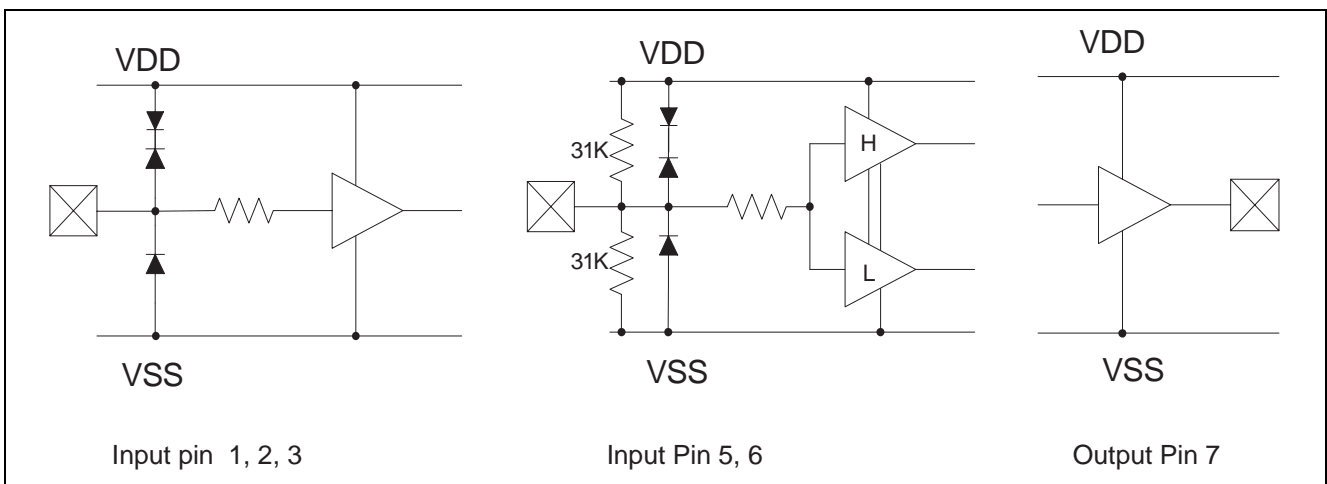 VDD
31K
31K
VSS
Input pin 1, 2, 3
VDD
H
L
VSS
Input Pin 5, 6
VDD
VSS
Output Pin 7